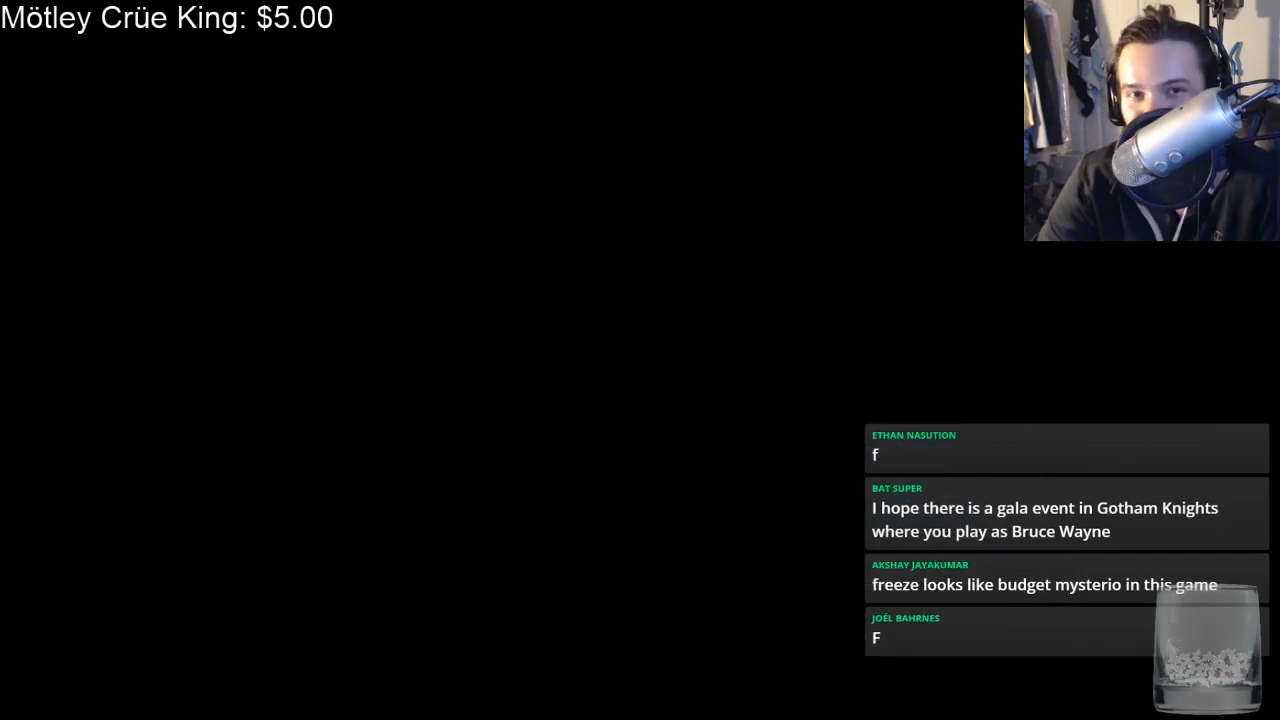 Mötley Crüe King: $5.00
ETHAN NASUTION
f
BAT SUPER
I hope there is a gala event in Gotham Knights
where you play as Bruce Wayne
AKSHAY JAYAKUMAR
freeze looks like budget mysterio in this game
JOÉL BAHRNES
F